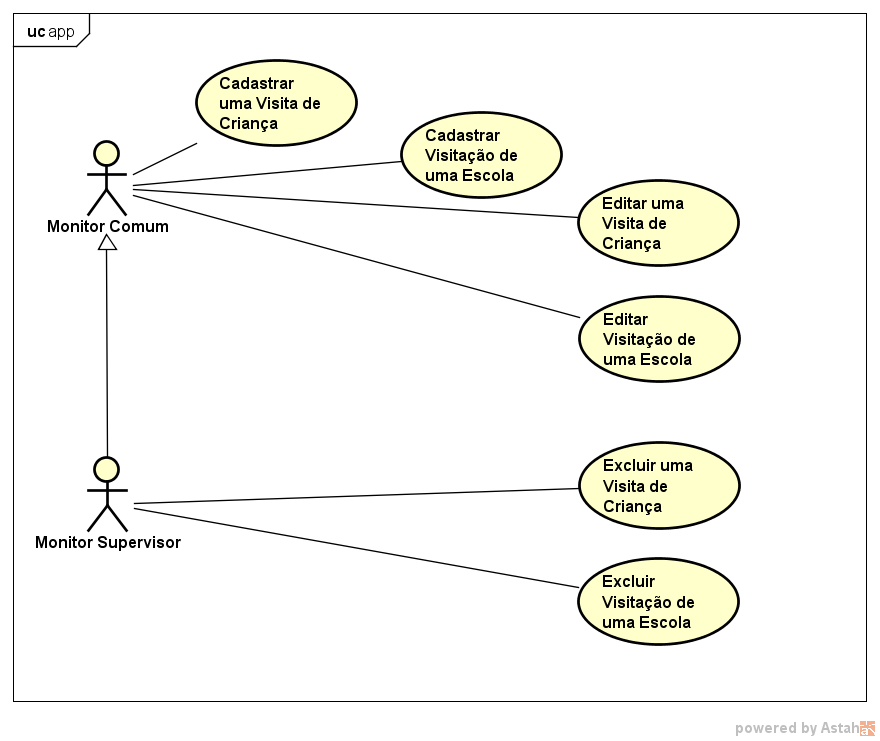 uc app
Cadastrar
uma Visita de
Criança
Cadastrar
Visitação de
uma Escola
Monitor Comum
Editar uma
Visita de
Criança
Editar
Visitação de
uma Escola
Excluir uma
Visita de
Criança
Monitor Supervisor
Excluir
Visitação de
uma Escola
powered by Astah